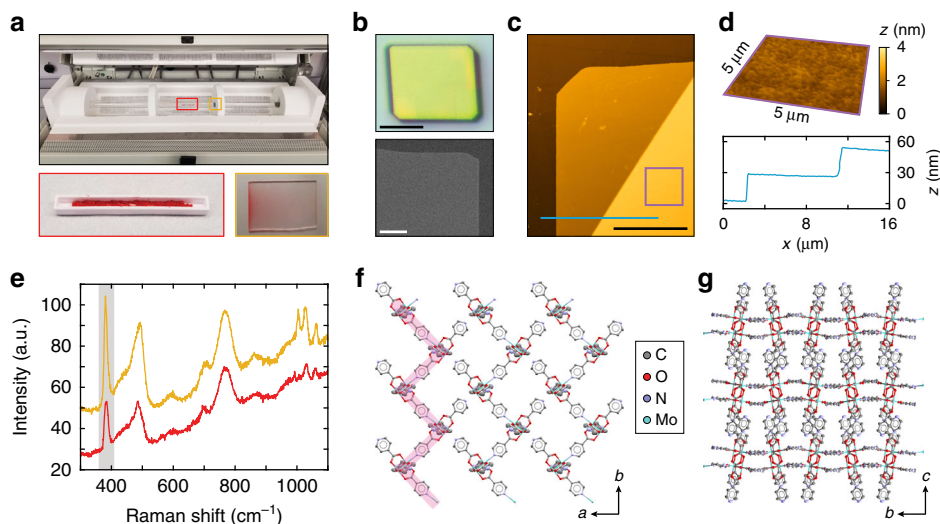 a
b
c
d
z (nm)
4
2
0
5 μm
5 μm
60
30
0
z (nm)
0
8
16
x (μm)
e
100
80
60
40
20
Intensity (a.u.)
400
600
800
1000
Raman shift (cm⁻¹)
f
C
O
N
Mo
b
a
g
c
b